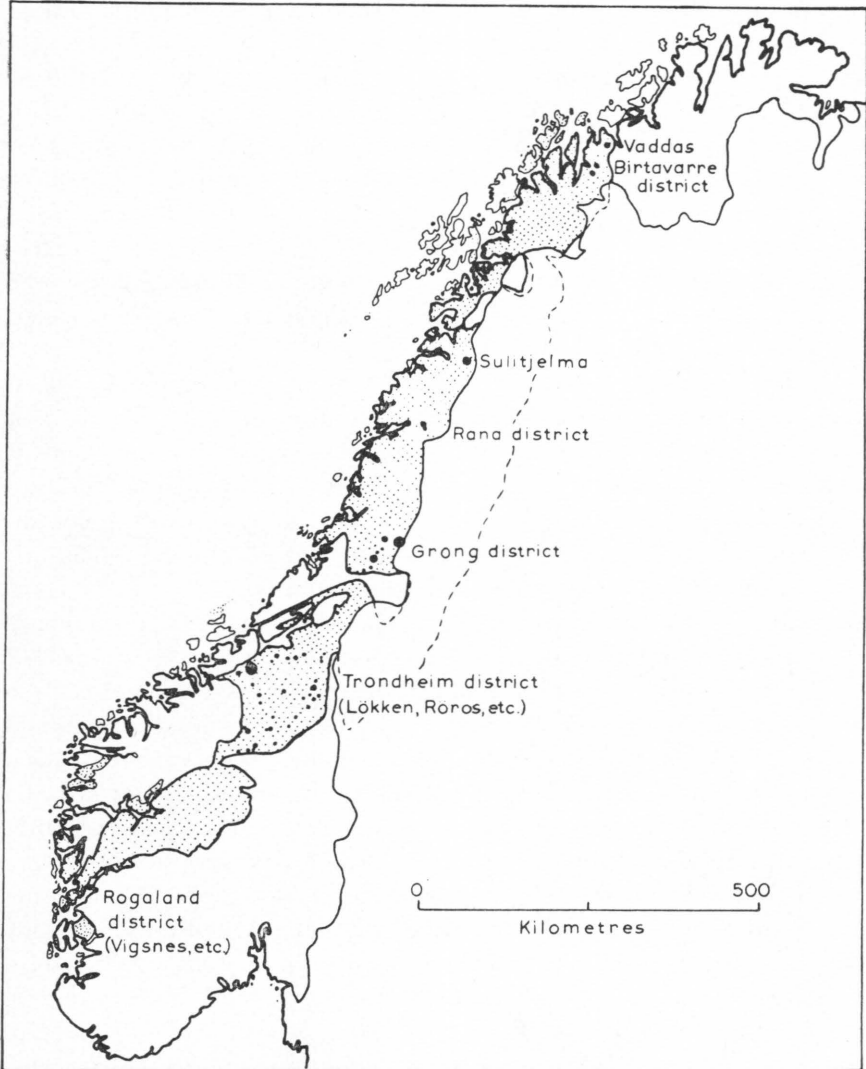 Vaddas
Birtavarre
district
Sulitjelma
Rana district
Grong district
Trondheim district
(Lökken, Röros, etc.)
Rogaland
district
(Vigsnes, etc.)
0 500
Kilometres